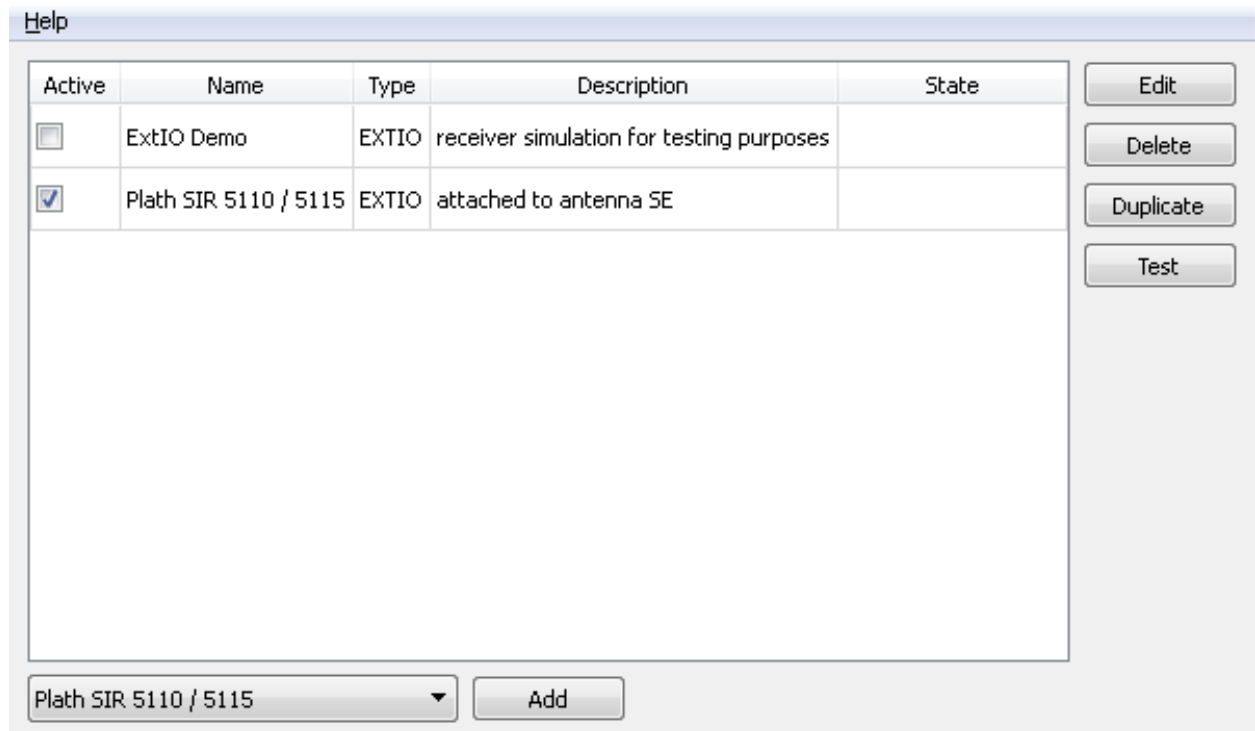 Help
Active Name Type Description State
ExtIO Demo EXTIO receiver simulation for testing purposes
Plath SIR 5110 / 5115 EXTIO attached to antenna SE
Edit
Delete
Duplicate
Test
Plath SIR 5110 / 5115 Add